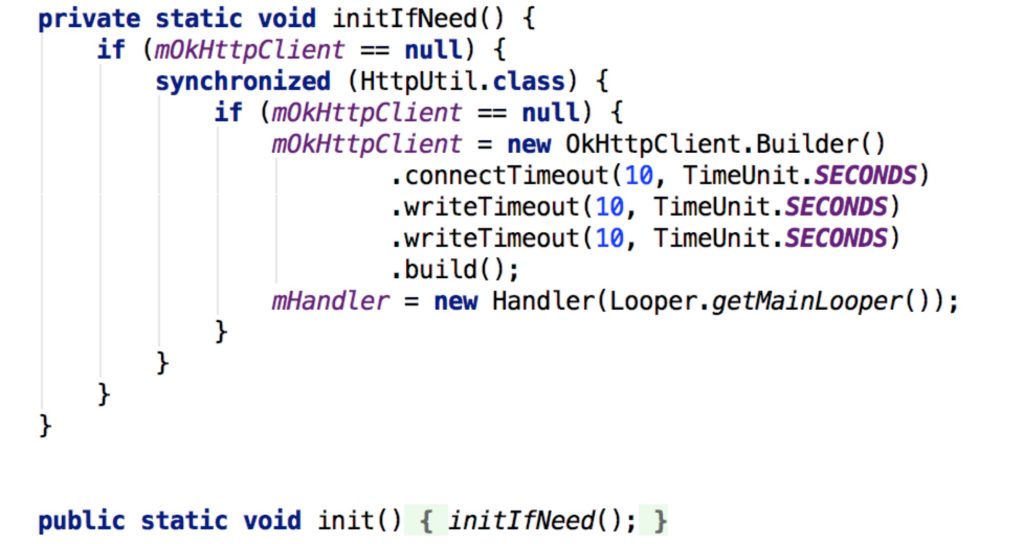 private static void initIfNeed() {
if (mOkHttpClient == null) {
synchronized (HttpUtil.class) {
if (mOkHttpClient == null) {
mOkHttpClient = new OkHttpClient.Builder()
.connectTimeout(10, TimeUnit.SECONDS)
.writeTimeout(10, TimeUnit.SECONDS)
.writeTimeout(10, TimeUnit.SECONDS)
.build();
mHandler = new Handler(Looper.getMainLooper());
}
}
}
}
public static void init() { initIfNeed(); }